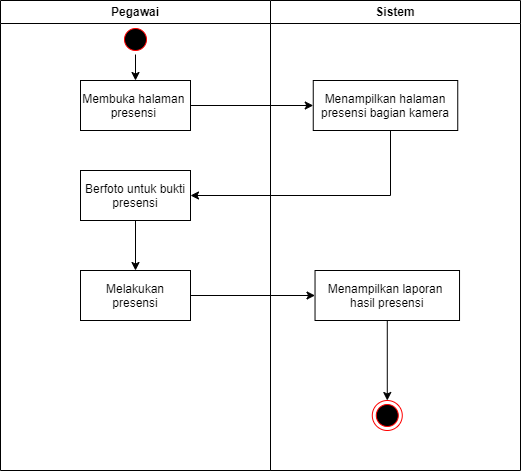 Pegawai
Sistem
Membuka halaman
presensi
Menampilkan halaman
presensi bagian kamera
Berfoto untuk bukti
presensi
Melakukan
presensi
Menampilkan laporan
hasil presensi